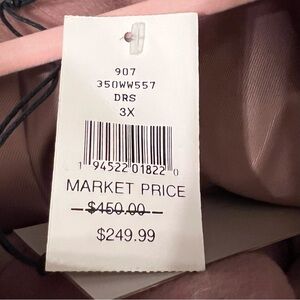 907
350WW557
DRS
3X
1 94522 01822 0
MARKET PRICE
$450.00
$249.99